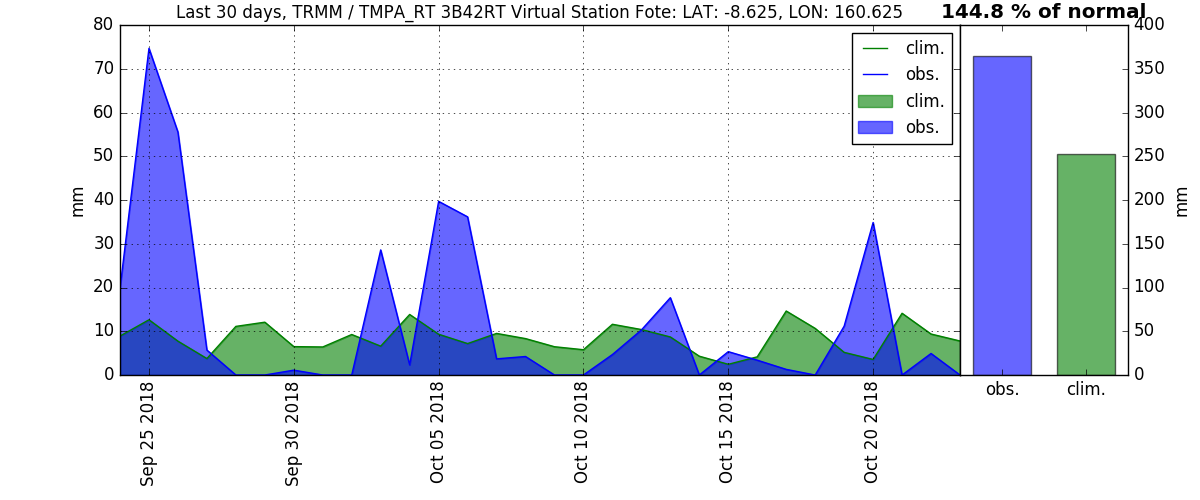 Last 30 days, TRMM / TMPA_RT 3B42RT Virtual Station Fote: LAT: -8.625, LON: 160.625
144.8 % of normal
80
70
60
50
40
30
20
10
0
mm
clim.
obs.
clim.
obs.
400
350
300
250
200
150
100
50
0
mm
Sep 25 2018
Sep 30 2018
Oct 05 2018
Oct 10 2018
Oct 15 2018
Oct 20 2018
obs.
clim.